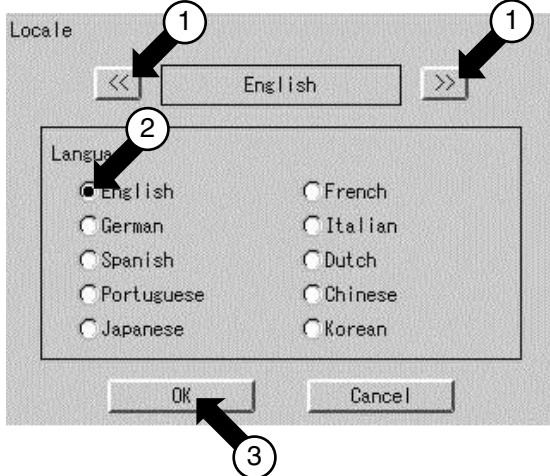 1 1
Locale
<< English >>
2
Langua
English French
German Italian
Spanish Dutch
Portuguese Chinese
Japanese Korean
OK Cancel
3